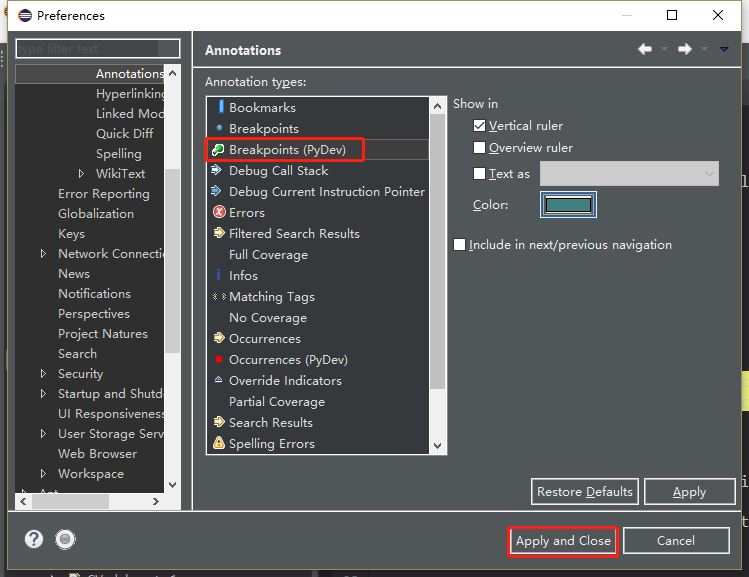 Preferences
type filter text
Annotations
Hyperlinking
Linked Mod
Quick Diff
Spelling
WikiText
Error Reporting
Globalization
Keys
Network Connectio
News
Notifications
Perspectives
Project Natures
Search
Security
Startup and Shutd
UI Responsiveness
User Storage Serv
Web Browser
Workspace
Annotations
Annotation types:
Bookmarks
Breakpoints
Breakpoints (PyDev)
Debug Call Stack
Debug Current Instruction Pointer
Errors
Filtered Search Results
Full Coverage
Infos
Matching Tags
No Coverage
Occurrences
Occurrences (PyDev)
Override Indicators
Partial Coverage
Search Results
Spelling Errors
Show in
Vertical ruler
Overview ruler
Text as
Color:
Include in next/previous navigation
Restore Defaults
Apply
Apply and Close
Cancel